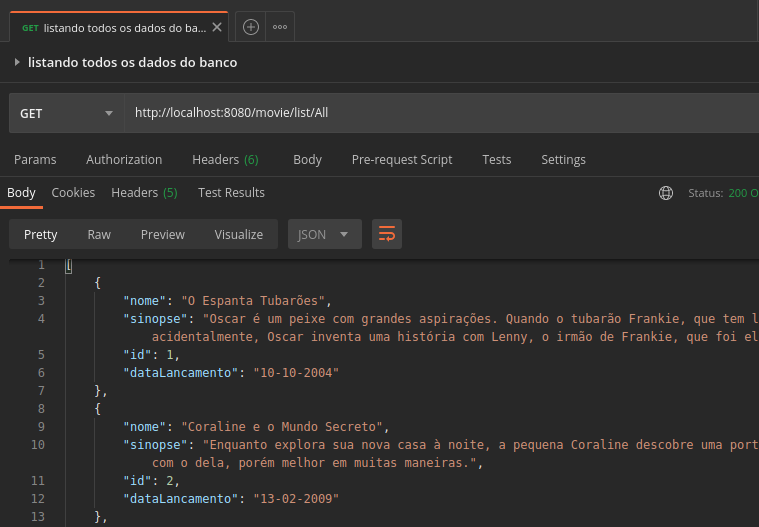 GET listando todos os dados do ba...
listando todos os dados do banco
GET http://localhost:8080/movie/list/All
Params Authorization Headers (6) Body Pre-request Script Tests Settings
Body Cookies Headers (5) Test Results Status: 200 O
Pretty Raw Preview Visualize JSON
1 [
2 {
3 "nome": "O Espanta Tubarões",
4 "sinopse": "Oscar é um peixe com grandes aspirações. Quando o tubarão Frankie, que tem l
acidentalmente, Oscar inventa uma história com Lenny, o irmão de Frankie, que foi el
5 "id": 1,
6 "dataLancamento": "10-10-2004"
7 },
8 {
9 "nome": "Coraline e o Mundo Secreto",
10 "sinopse": "Enquanto explora sua nova casa à noite, a pequena Coraline descobre uma port
com o dela, porém melhor em muitas maneiras.",
11 "id": 2,
12 "dataLancamento": "13-02-2009"
13 },